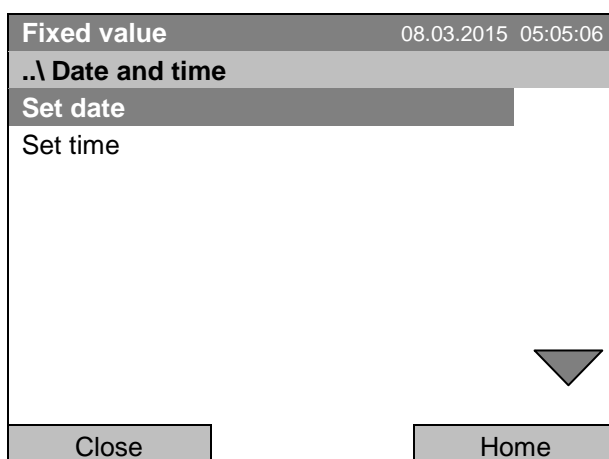 Fixed value 08.03.2015 05:05:06
..\ Date and time
Set date
Set time
Close Home